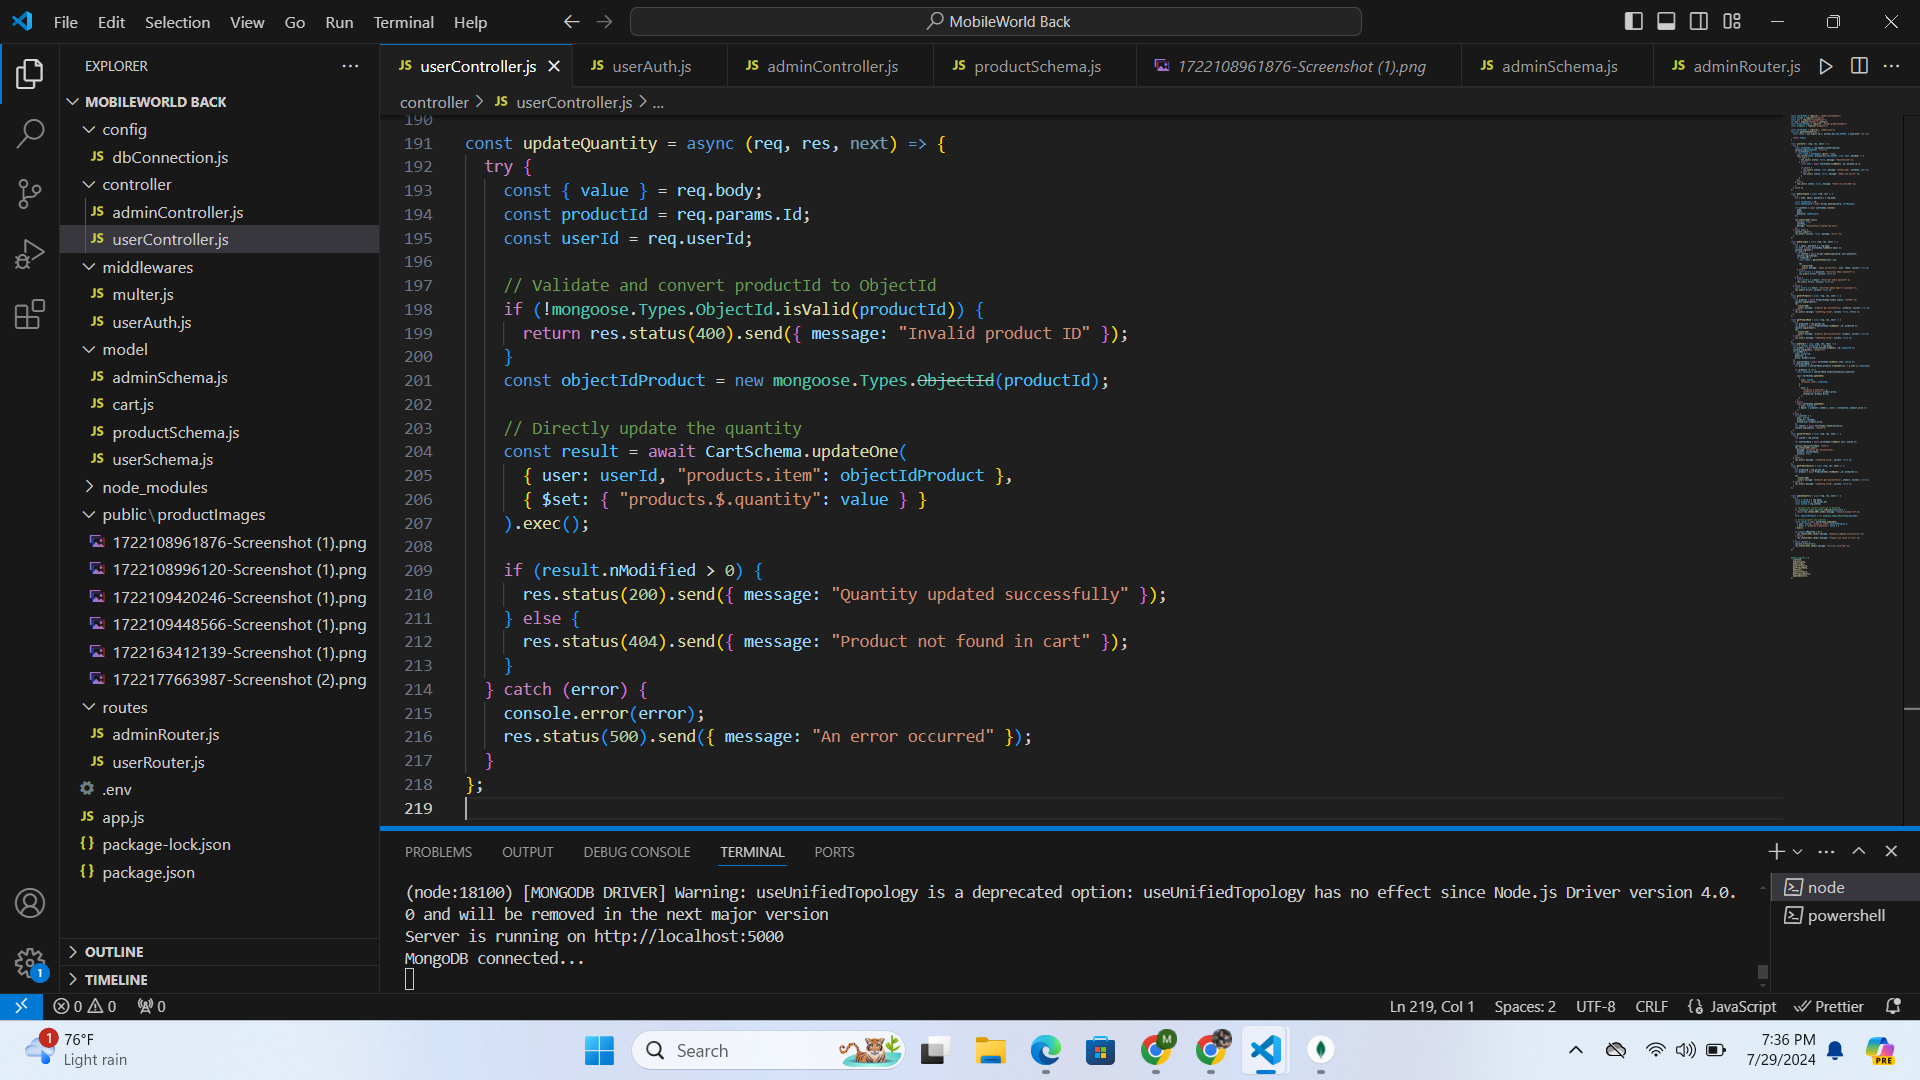 File Edit Selection View Go Run Terminal Help
MobileWorld Back
EXPLORER
MOBILEWORLD BACK
config
JS dbConnection.js
controller
JS adminController.js
JS userController.js
middlewares
JS multer.js
JS userAuth.js
model
JS adminSchema.js
JS cart.js
JS productSchema.js
JS userSchema.js
node_modules
public\productImages
1722108961876-Screenshot (1).png
1722108996120-Screenshot (1).png
1722109420246-Screenshot (1).png
1722109448566-Screenshot (1).png
1722163412139-Screenshot (1).png
1722177663987-Screenshot (2).png
routes
JS adminRouter.js
JS userRouter.js
.env
JS app.js
{} package-lock.json
{} package.json
OUTLINE
TIMELINE
1
JS userController.js JS userAuth.js JS adminController.js JS productSchema.js 1722108961876-Screenshot (1).png JS adminSchema.js JS adminRouter.js
controller > JS userController.js > ...
190
191 const updateQuantity = async (req, res, next) => {
192 try {
193 const { value } = req.body;
194 const productId = req.params.Id;
195 const userId = req.userId;
196
197 // Validate and convert productId to ObjectId
198 if (!mongoose.Types.ObjectId.isValid(productId)) {
199 return res.status(400).send({ message: "Invalid product ID" });
200 }
201 const objectIdProduct = new mongoose.Types.ObjectId(productId);
202
203 // Directly update the quantity
204 const result = await CartSchema.updateOne(
205 { user: userId, "products.item": objectIdProduct },
206 { $set: { "products.$.quantity": value } }
207 ).exec();
208
209 if (result.nModified > 0) {
210 res.status(200).send({ message: "Quantity updated successfully" });
211 } else {
212 res.status(404).send({ message: "Product not found in cart" });
213 }
214 } catch (error) {
215 console.error(error);
216 res.status(500).send({ message: "An error occurred" });
217 }
218 };
219
PROBLEMS OUTPUT DEBUG CONSOLE TERMINAL PORTS
(node:18100) [MONGODB DRIVER] Warning: useUnifiedTopology is a deprecated option: useUnifiedTopology has no effect since Node.js Driver version 4.0.
0 and will be removed in the next major version
Server is running on http://localhost:5000
MongoDB connected...
node
powershell
0 0 0
Ln 219, Col 1 Spaces: 2 UTF-8 CRLF {} JavaScript Prettier
1
76°F
Light rain
Search
M
7:36 PM
7/29/2024
PRE